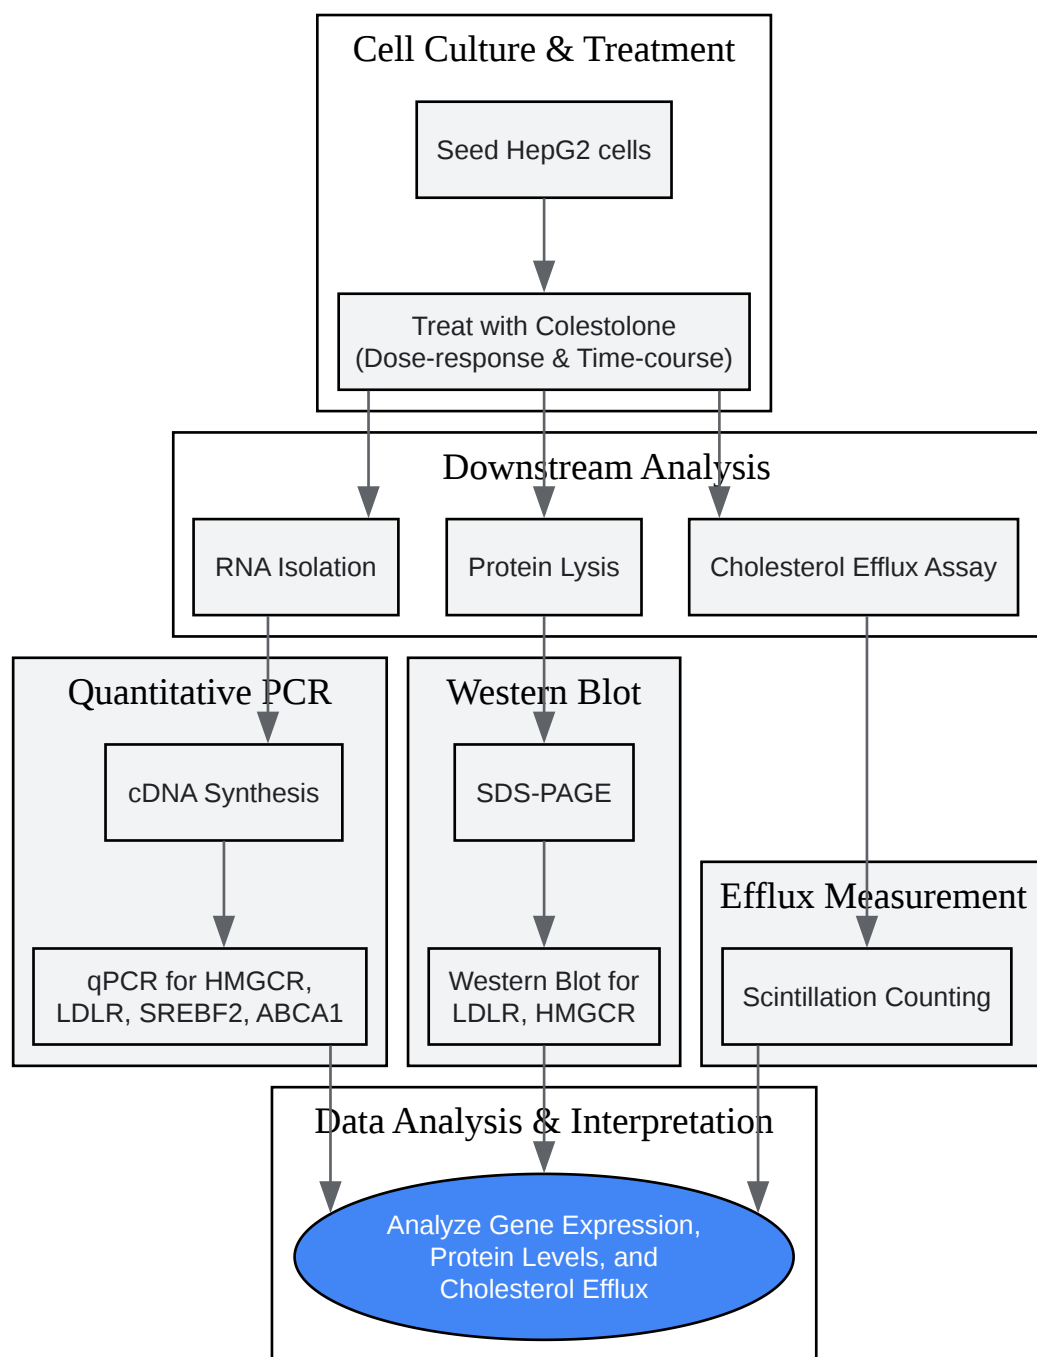 Cell Culture & Treatment
Seed HepG2 cells
Treat with Colestolone
(Dose-response & Time-course)
Downstream Analysis
RNA Isolation
Protein Lysis
Cholesterol Efflux Assay
Quantitative PCR
cDNA Synthesis
qPCR for HMGCR,
LDLR, SREBF2, ABCA1
Western Blot
SDS-PAGE
Western Blot for
LDLR, HMGCR
Efflux Measurement
Scintillation Counting
Data Analysis & Interpretation
Analyze Gene Expression,
Protein Levels, and
Cholesterol Efflux